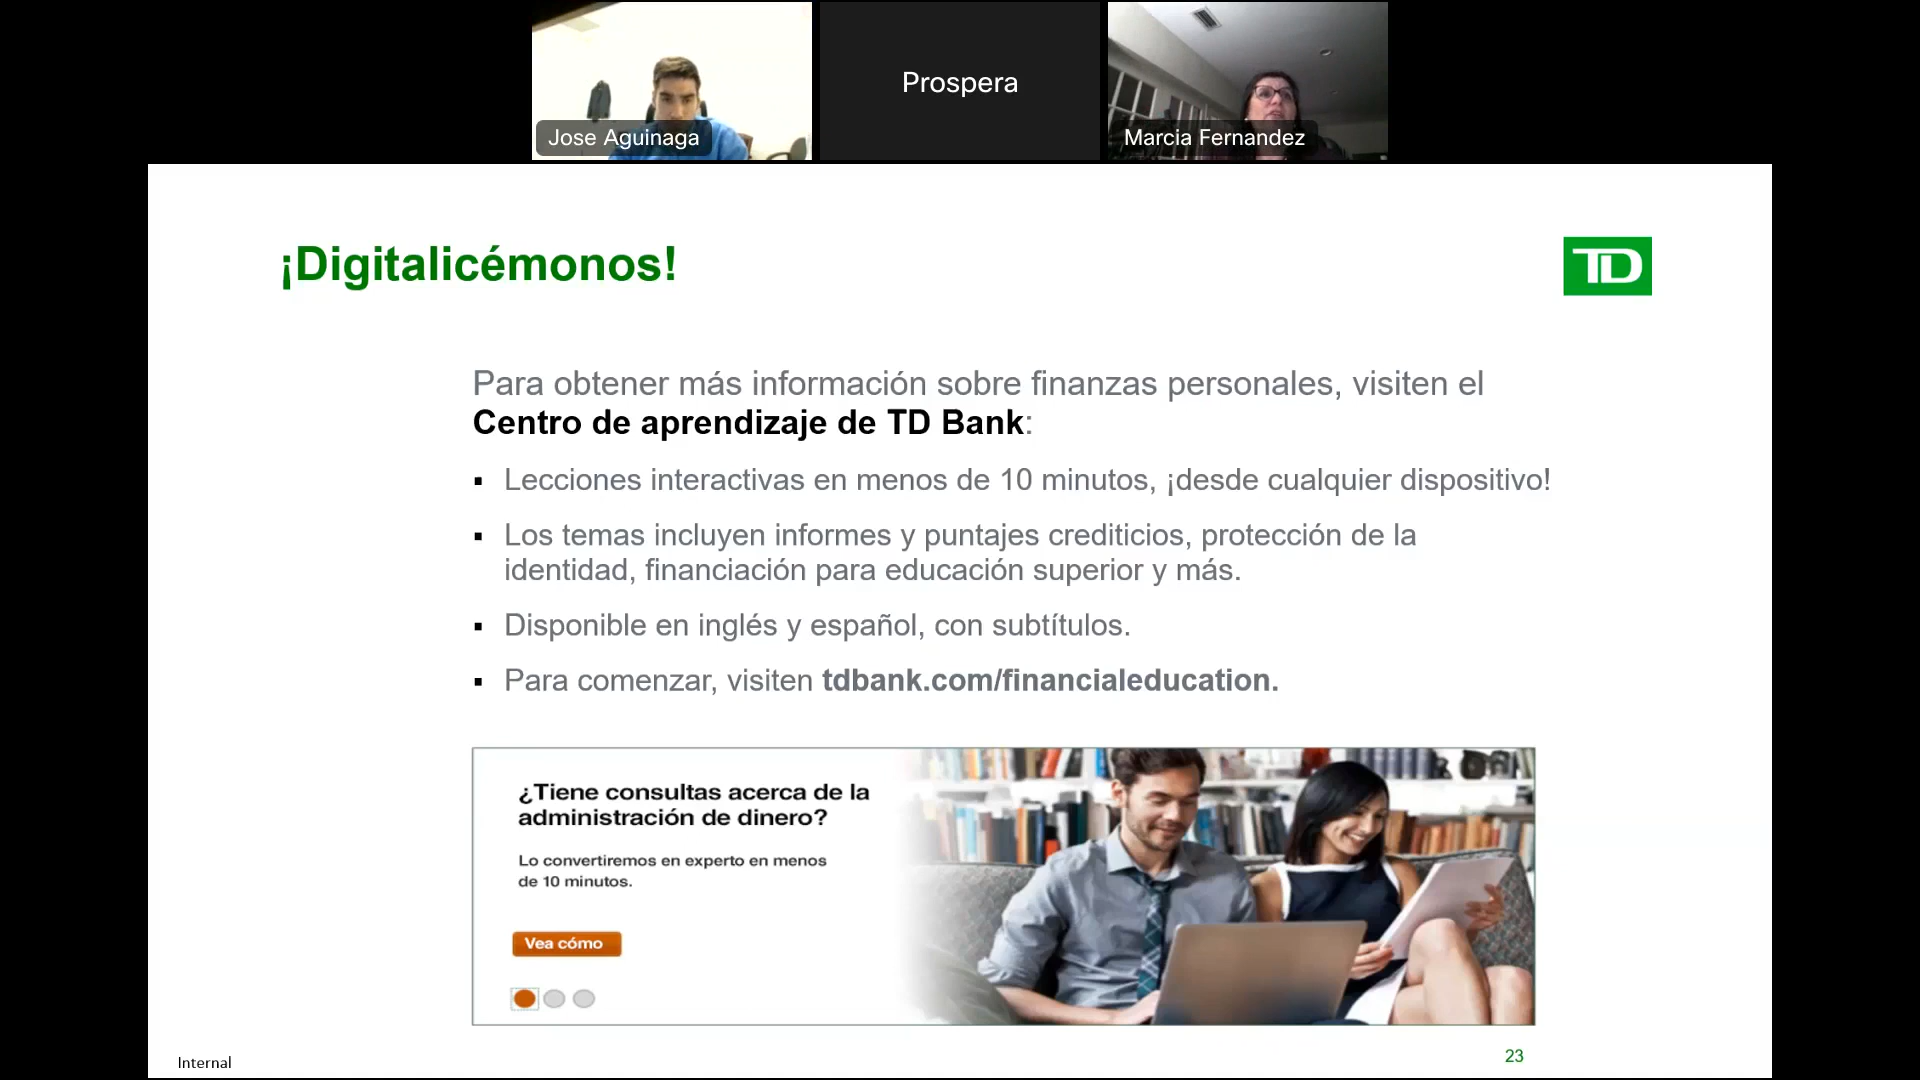 Jose Aguinaga
Prospera
Marcia Fernandez
¡Digitalicémonos!
TD
Para obtener más información sobre finanzas personales, visiten el
Centro de aprendizaje de TD Bank:
▪ Lecciones interactivas en menos de 10 minutos, ¡desde cualquier dispositivo!
▪ Los temas incluyen informes y puntajes crediticios, protección de la
identidad, financiación para educación superior y más.
▪ Disponible en inglés y español, con subtítulos.
▪ Para comenzar, visiten tdbank.com/financialeducation.
¿Tiene consultas acerca de la
administración de dinero?
Lo convertiremos en experto en menos
de 10 minutos.
Vea cómo
Internal
23